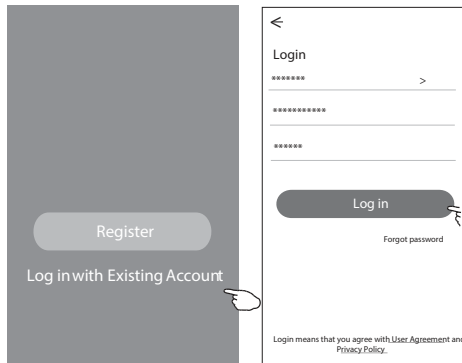 Register
Log in with Existing Account
Login
******* >
***********
******
Log in
Forgot password
Login means that you agree with User Agreement and
Privacy Policy